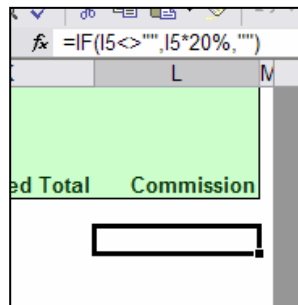 fx =IF(I5<>"",I5*20%,"")
L M
ed Total Commission